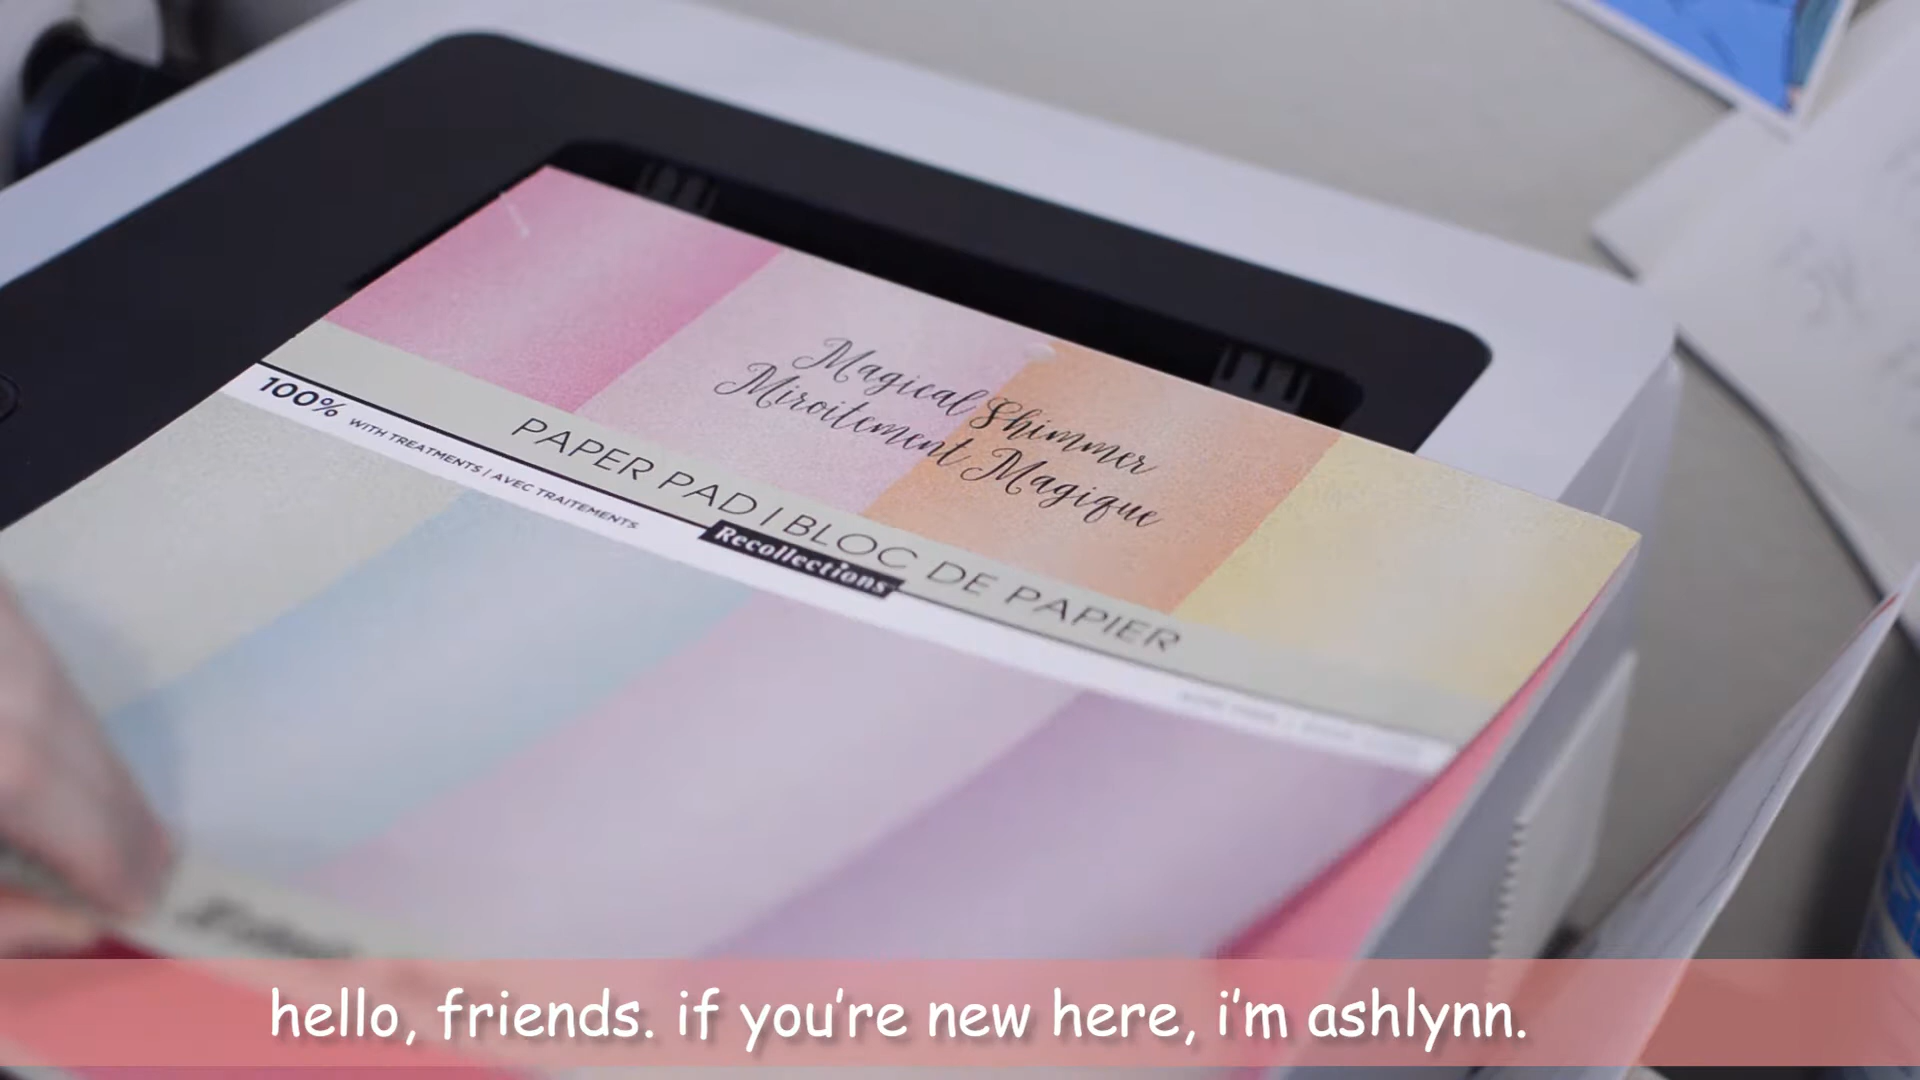 Magical Shimmer
Miroitement Magique
PAPER PAD | BLOC DE PAPIER
100% WITH TREATMENTS | AVEC TRAITEMENTS
Recollections
hello, friends. if you're new here, i'm ashlynn.